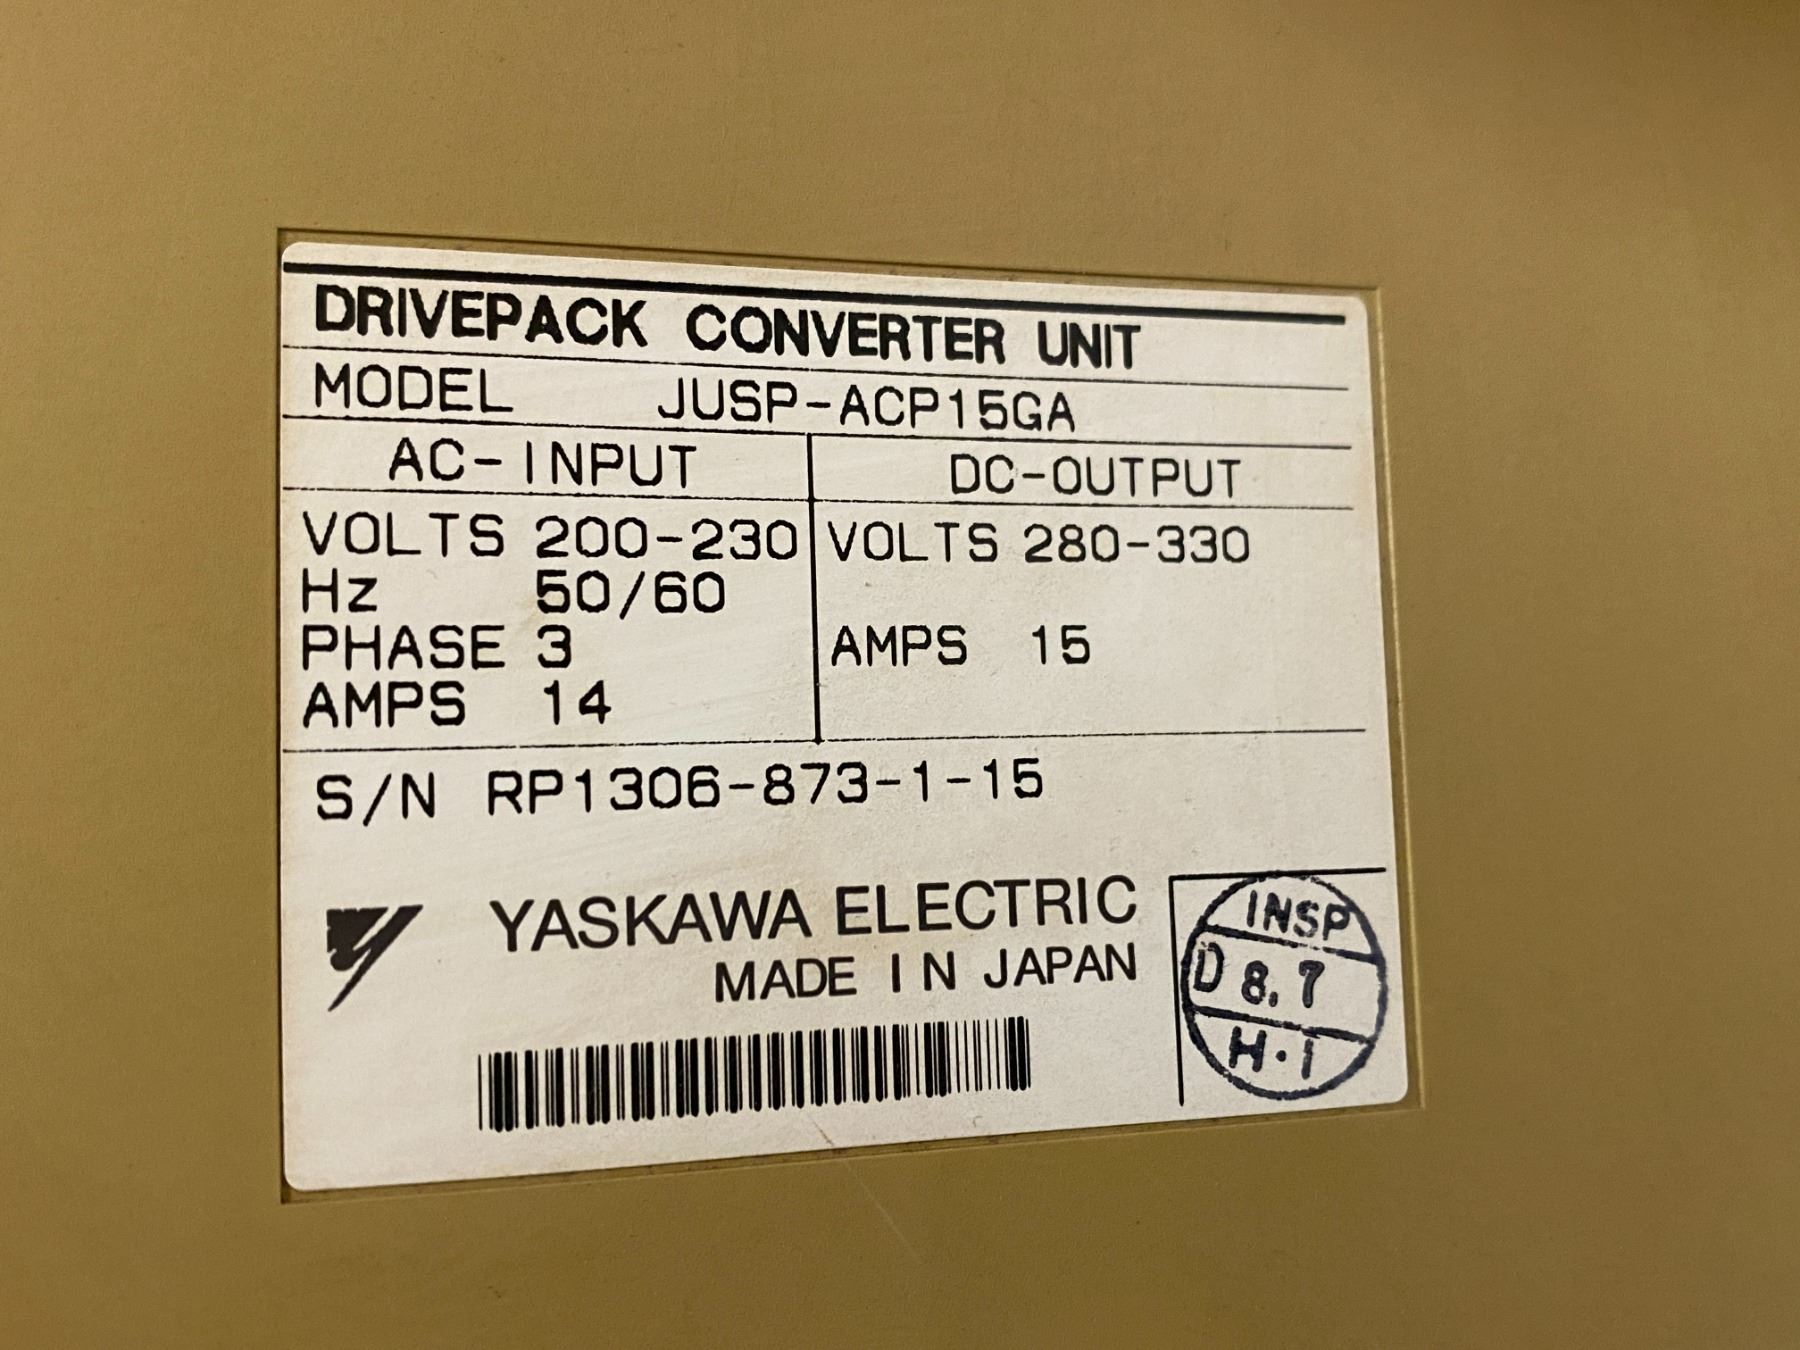 DRIVEPACK CONVERTER UNIT
MODEL JUSP-ACP15GA
AC-INPUT DC-OUTPUT
VOLTS 200-230 VOLTS 280-330
Hz 50/60
PHASE 3 AMPS 15
AMPS 14
S/N RP1306-873-1-15
YASKAWA ELECTRIC
MADE IN JAPAN
INSP
D 8.7
H.I